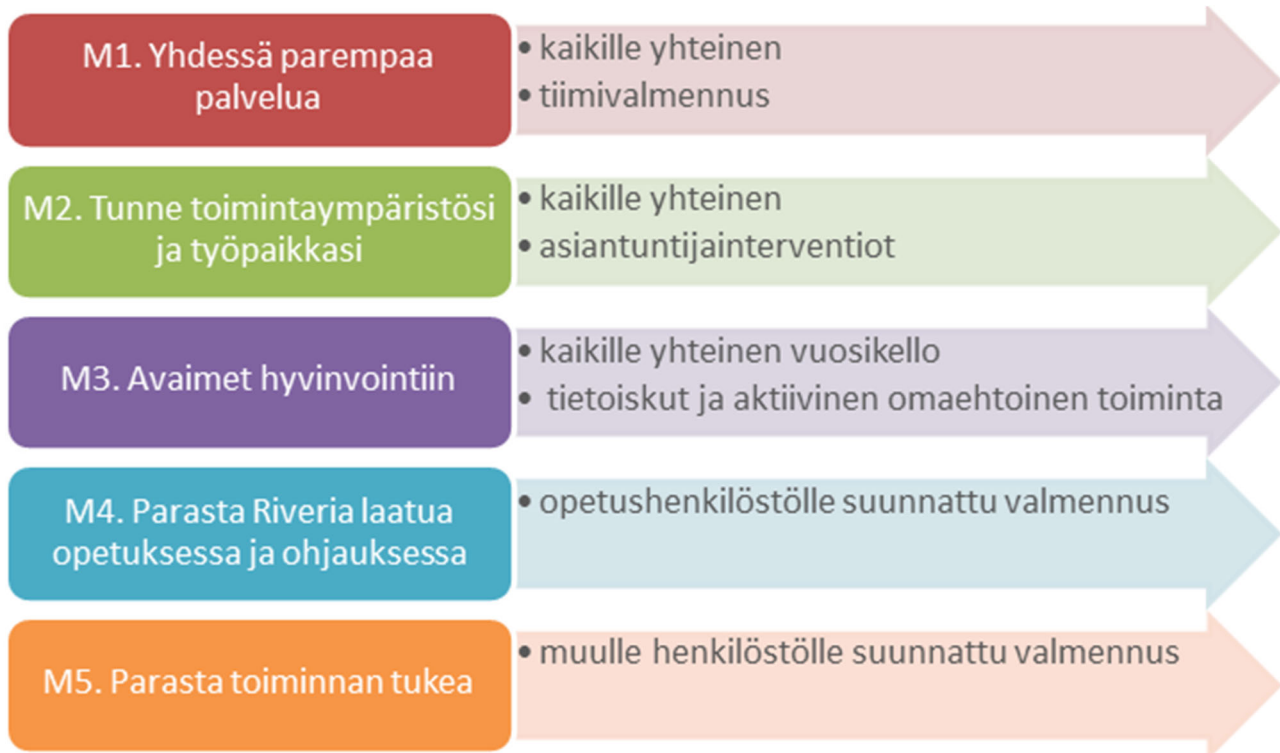 M1. Yhdessä parempaa
palvelua
• kaikille yhteinen
• tiimivalmennus
M2. Tunne toimintaympäristösi
ja työpaikkasi
• kaikille yhteinen
• asiantuntijainterventiot
M3. Avaimet hyvinvointiin
• kaikille yhteinen vuosikello
• tietoiskut ja aktiivinen omaehtoinen toiminta
M4. Parasta Riveria laatua
opetuksessa ja ohjauksessa
• opetushenkilöstölle suunnattu valmennus
M5. Parasta toiminnan tukea
• muulle henkilöstölle suunnattu valmennus